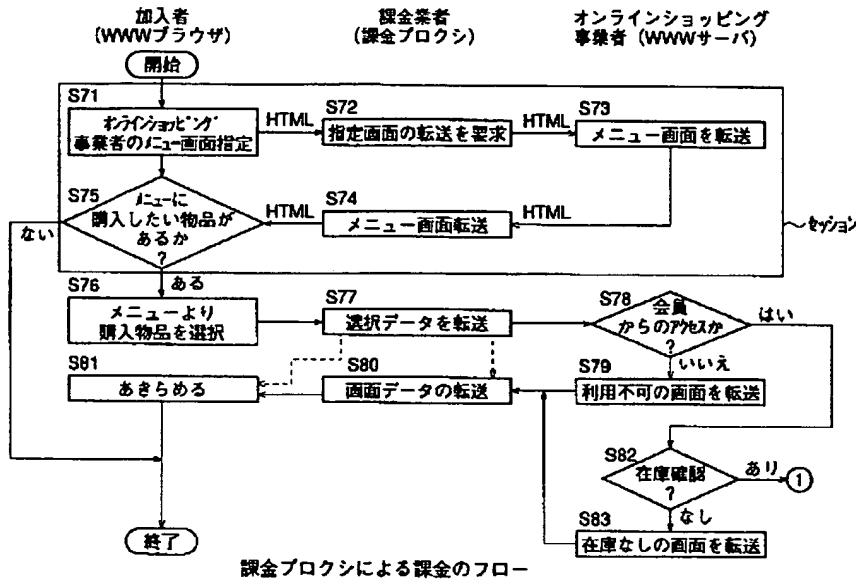 加入者
(WWWブラウザ)
課金業者
(課金プロクシ)
オンラインショッピング
事業者(WWWサーバ)
開始
S71
オンラインショッピング
事業者のメニュー画面指定
HTML
S72
指定画面の転送を要求
HTML
S73
メニュー画面を転送
S75
メニューに
購入したい物品が
あるか
?
HTML
S74
メニュー画面転送
HTML
セッション
ない
ある
S76
メニューより
購入物品を選択
S77
選択データを転送
S78
会員
からのアクセスか
?
はい
いいえ
S81
あきらめる
S80
画面データの転送
S79
利用不可の画面を転送
S82
在庫確認
?
あり
1
なし
S83
在庫なしの画面を転送
終了
課金プロクシによる課金のフロー